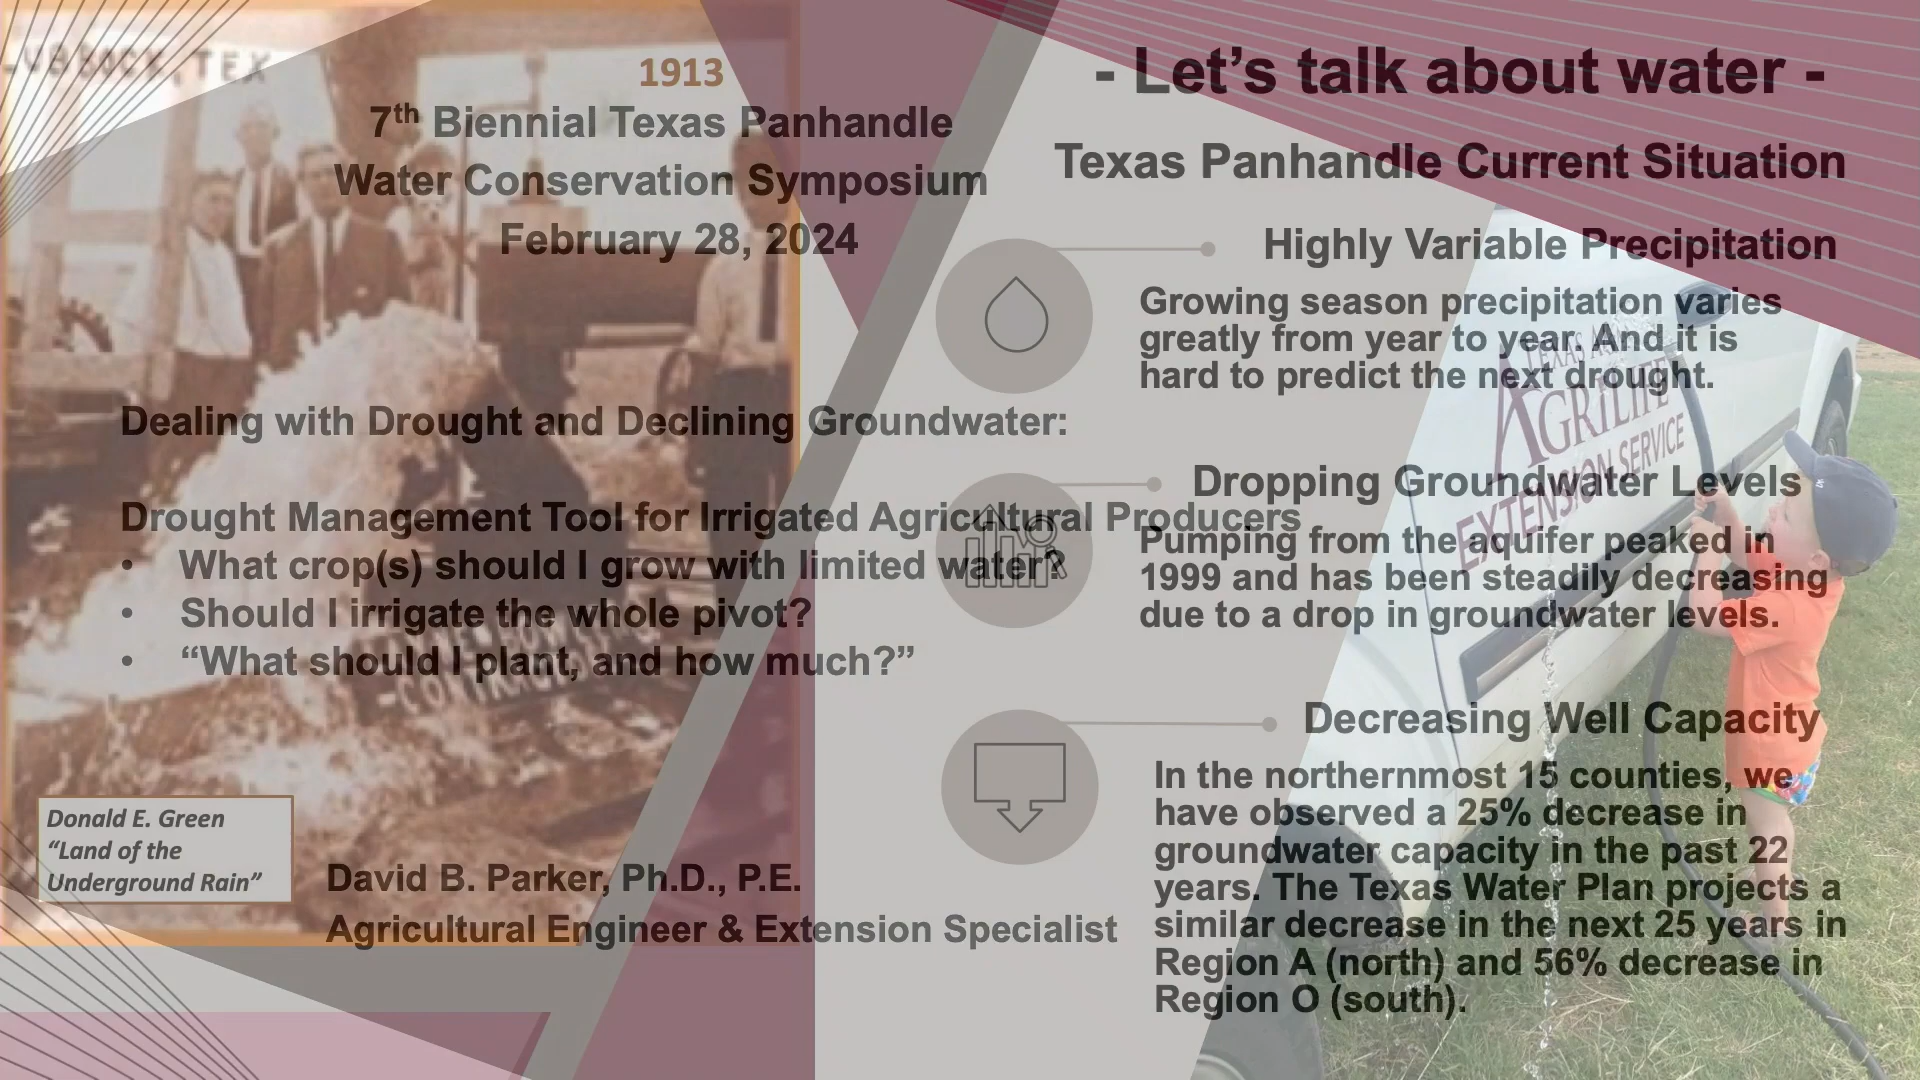 LUBBOCK, TEX
1913
7th Biennial Texas Panhandle
Water Conservation Symposium
February 28, 2024
Dealing with Drought and Declining Groundwater:
Drought Management Tool for Irrigated Agricultural Producers
• What crop(s) should I grow with limited water?
• Should I irrigate the whole pivot?
• “What should I plant, and how much?”
Donald E. Green
“Land of the
Underground Rain”
David B. Parker, Ph.D., P.E.
Agricultural Engineer & Extension Specialist
- Let’s talk about water -
Texas Panhandle Current Situation
Highly Variable Precipitation
Growing season precipitation varies
greatly from year to year. And it is
hard to predict the next drought.
TEXAS A&M
AGRILIFE
EXTENSION SERVICE
Dropping Groundwater Levels
Pumping from the aquifer peaked in
1999 and has been steadily decreasing
due to a drop in groundwater levels.
Decreasing Well Capacity
In the northernmost 15 counties, we
have observed a 25% decrease in
groundwater capacity in the past 22
years. The Texas Water Plan projects a
similar decrease in the next 25 years in
Region A (north) and 56% decrease in
Region O (south).